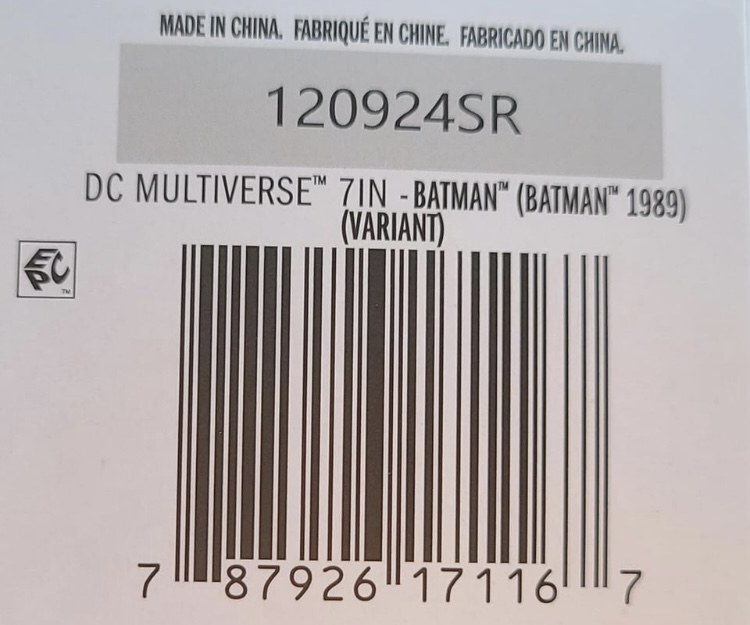 MADE IN CHINA. FABRIQUÉ EN CHINE. FABRICADO EN CHINA.
120924SR
DC MULTIVERSE™ 7IN - BATMAN™ (BATMAN™ 1989)
(VARIANT)
EPC™
7 87926 17116 7